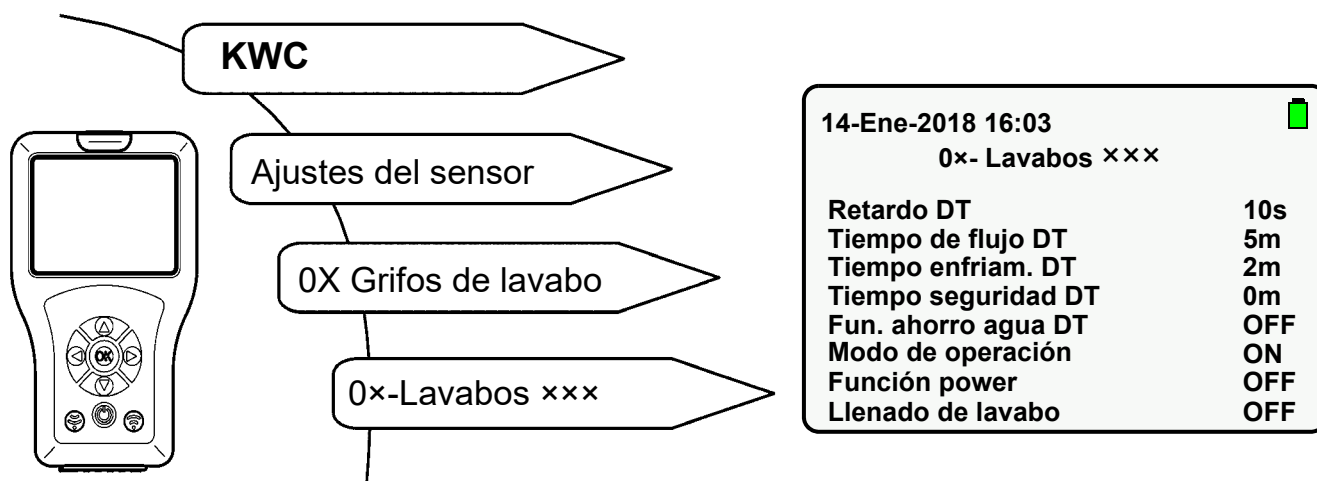 KWC
Ajustes del sensor
0X Grifos de lavabo
0×-Lavabos ×××
OK
14-Ene-2018 16:03
0×- Lavabos ×××
Retardo DT 10s
Tiempo de flujo DT 5m
Tiempo enfriam. DT 2m
Tiempo seguridad DT 0m
Fun. ahorro agua DT OFF
Modo de operación ON
Función power OFF
Llenado de lavabo OFF